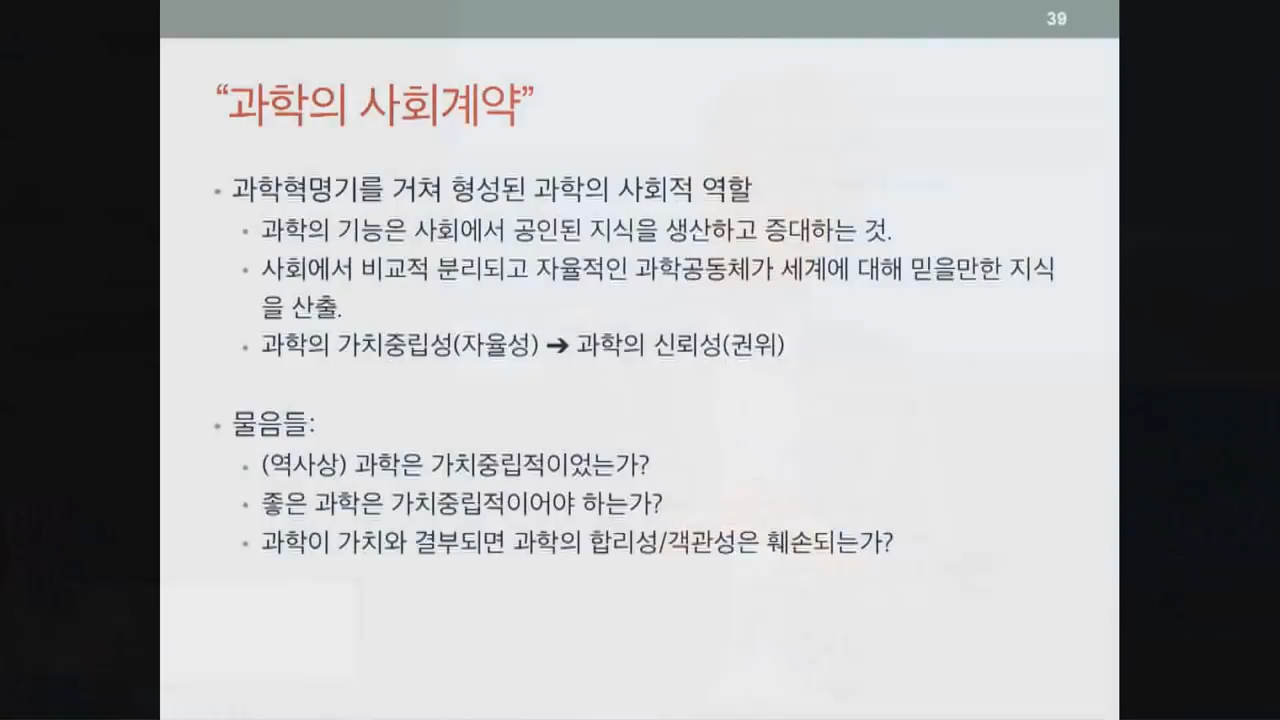 39
“과학의 사회계약”
• 과학혁명기를 거쳐 형성된 과학의 사회적 역할
• 과학의 기능은 사회에서 공인된 지식을 생산하고 증대하는 것.
• 사회에서 비교적 분리되고 자율적인 과학공동체가 세계에 대해 믿을만한 지식
을 산출.
• 과학의 가치중립성(자율성) ➔ 과학의 신뢰성(권위)
• 물음들:
• (역사상) 과학은 가치중립적이었는가?
• 좋은 과학은 가치중립적이어야 하는가?
• 과학이 가치와 결부되면 과학의 합리성/객관성은 훼손되는가?